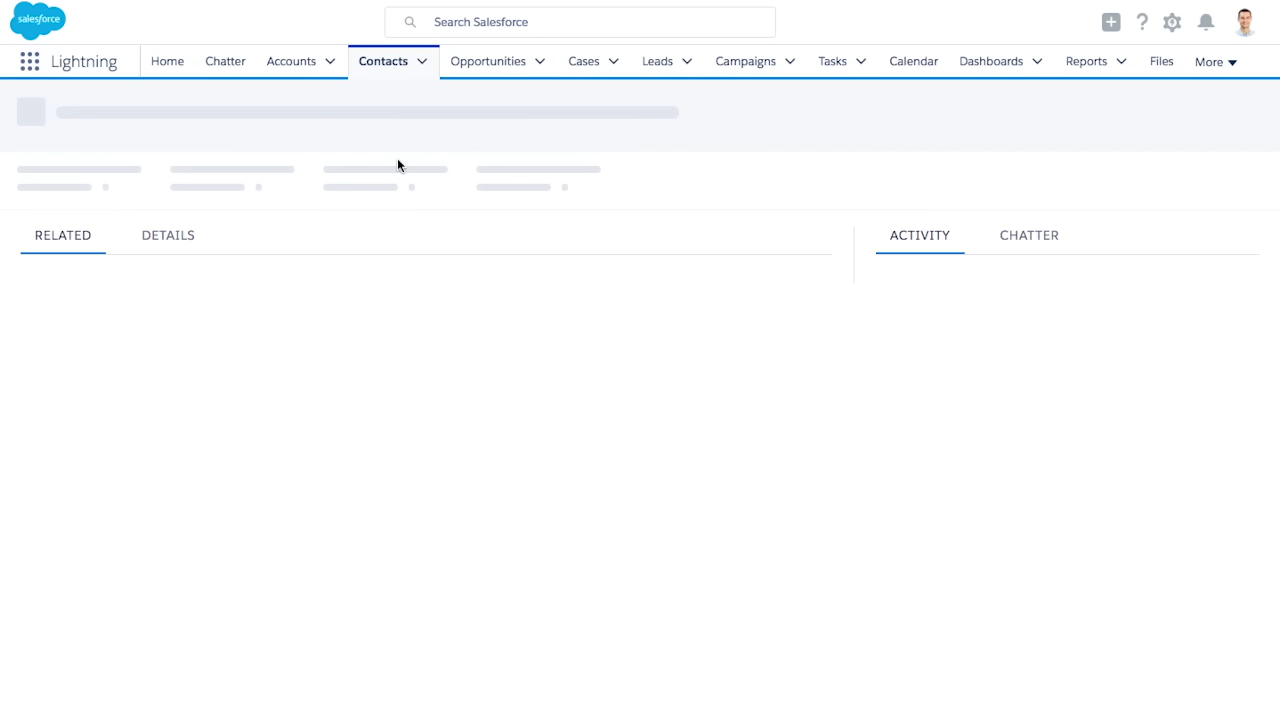 salesforce
Search Salesforce
Lightning
Home
Chatter
Accounts
Contacts
Opportunities
Cases
Leads
Campaigns
Tasks
Calendar
Dashboards
Reports
Files
More
RELATED
DETAILS
ACTIVITY
CHATTER